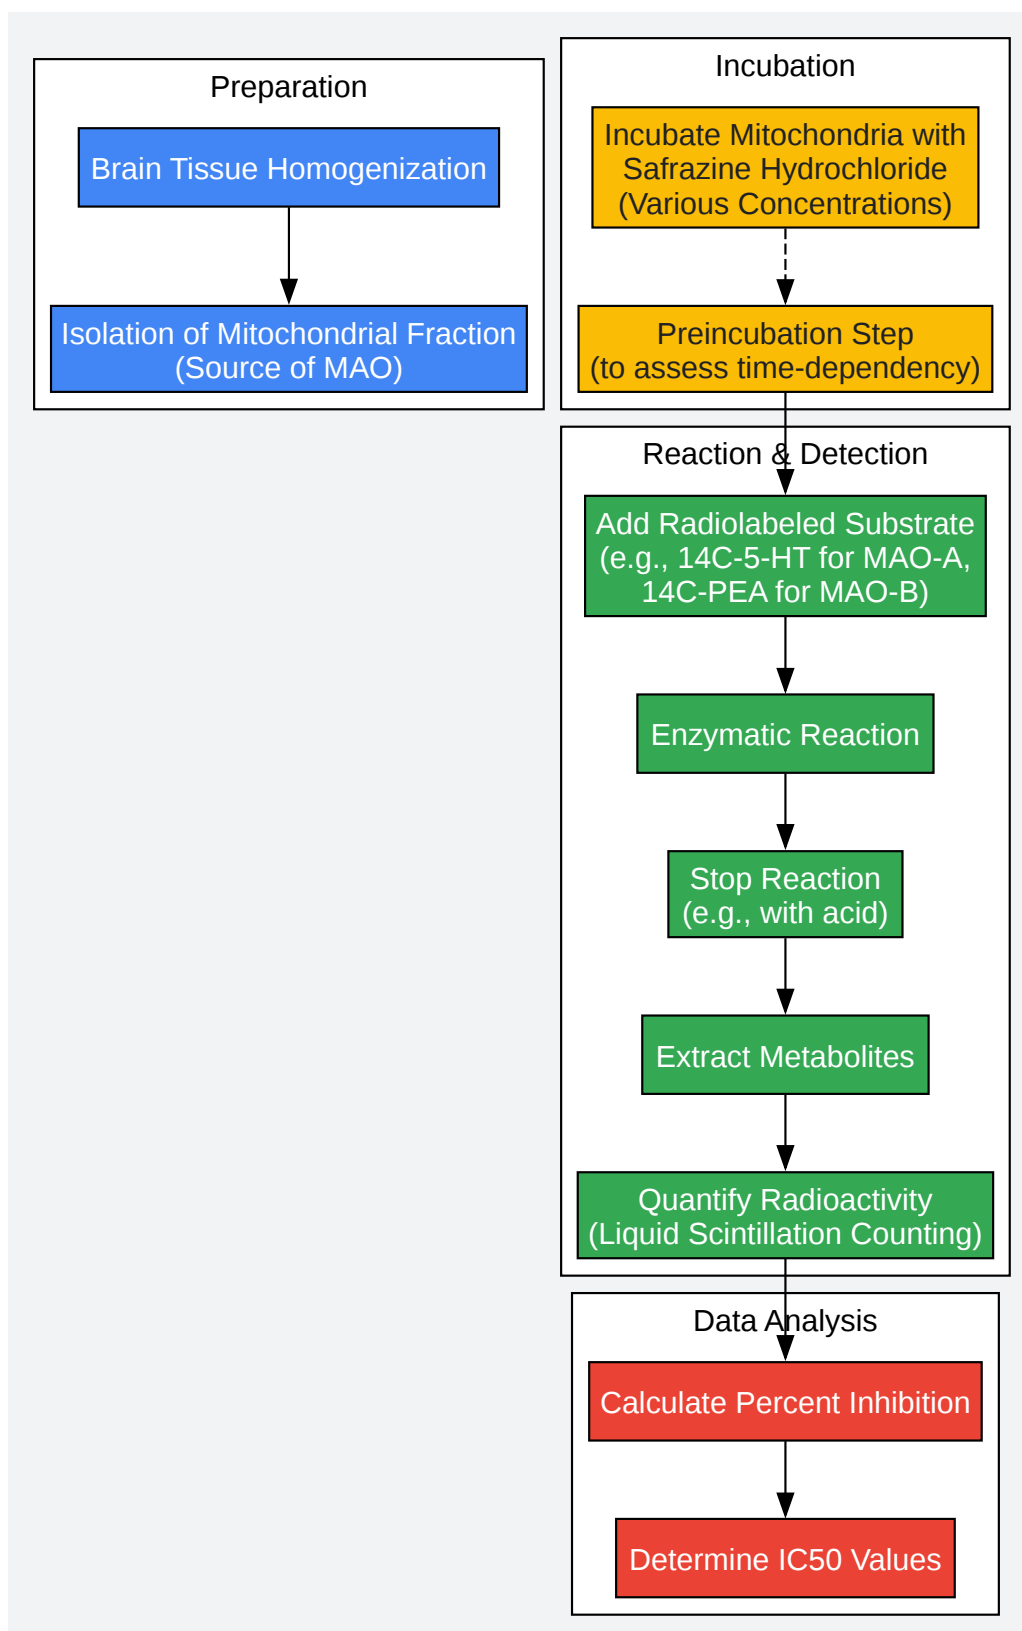 Preparation
Brain Tissue Homogenization
Isolation of Mitochondrial Fraction
(Source of MAO)
Incubation
Incubate Mitochondria with
Safrazine Hydrochloride
(Various Concentrations)
Preincubation Step
(to assess time-dependency)
Reaction & Detection
Add Radiolabeled Substrate
(e.g., 14C-5-HT for MAO-A,
14C-PEA for MAO-B)
Enzymatic Reaction
Stop Reaction
(e.g., with acid)
Extract Metabolites
Quantify Radioactivity
(Liquid Scintillation Counting)
Data Analysis
Calculate Percent Inhibition
Determine IC50 Values